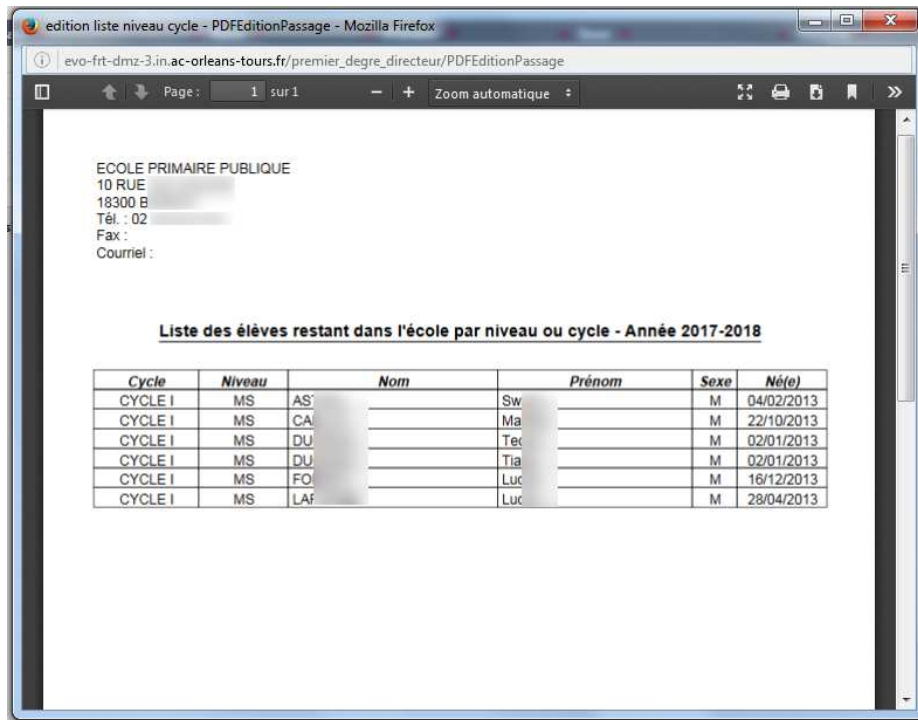 edition liste niveau cycle - PDFEditionPassage - Mozilla Firefox
evo-frt-dmz-3.in.ac-orleans-tours.fr/premier_degre_directeur/PDFEditionPassage
Page : 1 sur 1 Zoom automatique
ECOLE PRIMAIRE PUBLIQUE
10 RUE
18300 B
Tél. : 02
Fax :
Courriel :
Liste des élèves restant dans l'école par niveau ou cycle - Année 2017-2018
Cycle Niveau Nom Prénom Sexe Né(e)
CYCLE I MS AS Sw M 04/02/2013
CYCLE I MS CA Ma M 22/10/2013
CYCLE I MS DU Tec M 02/01/2013
CYCLE I MS DU Tia M 02/01/2013
CYCLE I MS FO Luc M 16/12/2013
CYCLE I MS LAF Luc M 28/04/2013